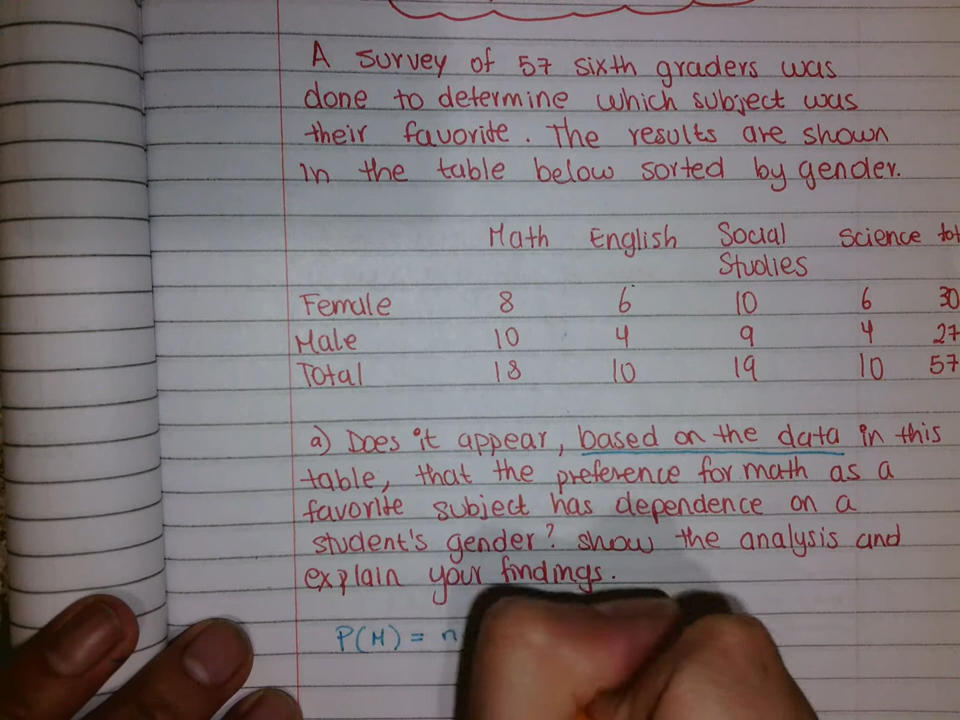 A survey of 57 sixth graders was
done to determine which subject was
their favorite. The results are shown
in the table below sorted by gender.
Math English Social Studies Science tot
Female 8 6 10 6 30
Male 10 4 9 4 27
Total 18 10 19 10 57
a) Does it appear, based on the data in this
table, that the preference for math as a
favorite subject has dependence on a
student's gender? show the analysis and
explain your findings.
P(M) = n